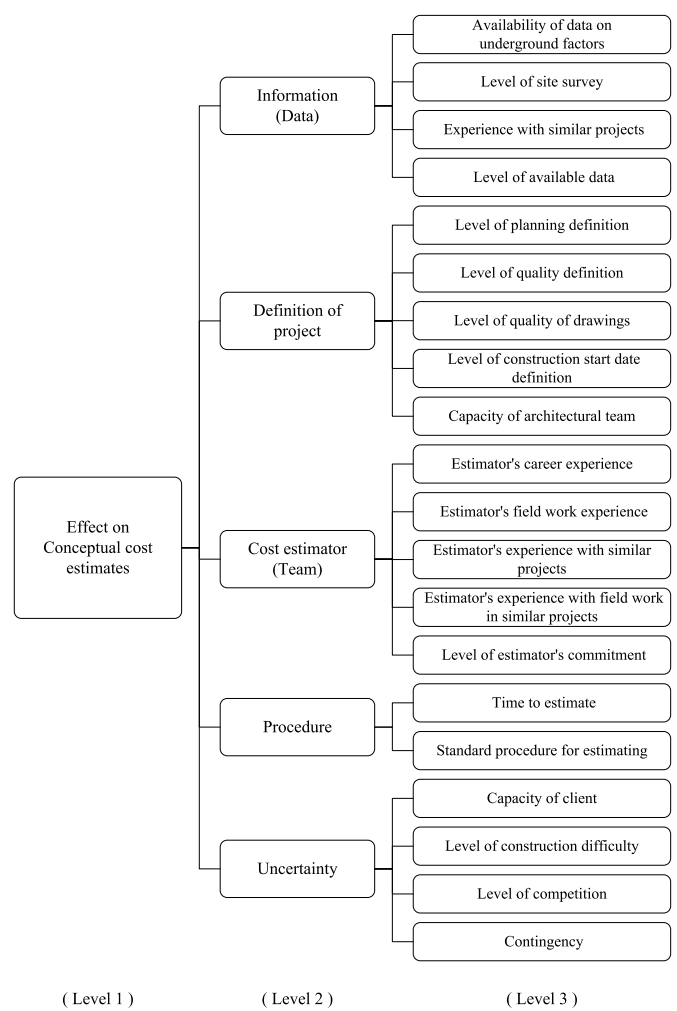 Effect on
Conceptual cost
estimates
Information
(Data)
Availability of data on
underground factors
Level of site survey
Experience with similar projects
Level of available data
Definition of
project
Level of planning definition
Level of quality definition
Level of quality of drawings
Level of construction start date
definition
Capacity of architectural team
Cost estimator
(Team)
Estimator's career experience
Estimator's field work experience
Estimator's experience with similar
projects
Estimator's experience with field work
in similar projects
Level of estimator's commitment
Procedure
Time to estimate
Standard procedure for estimating
Uncertainty
Capacity of client
Level of construction difficulty
Level of competition
Contingency
( Level 1 )
( Level 2 )
( Level 3 )